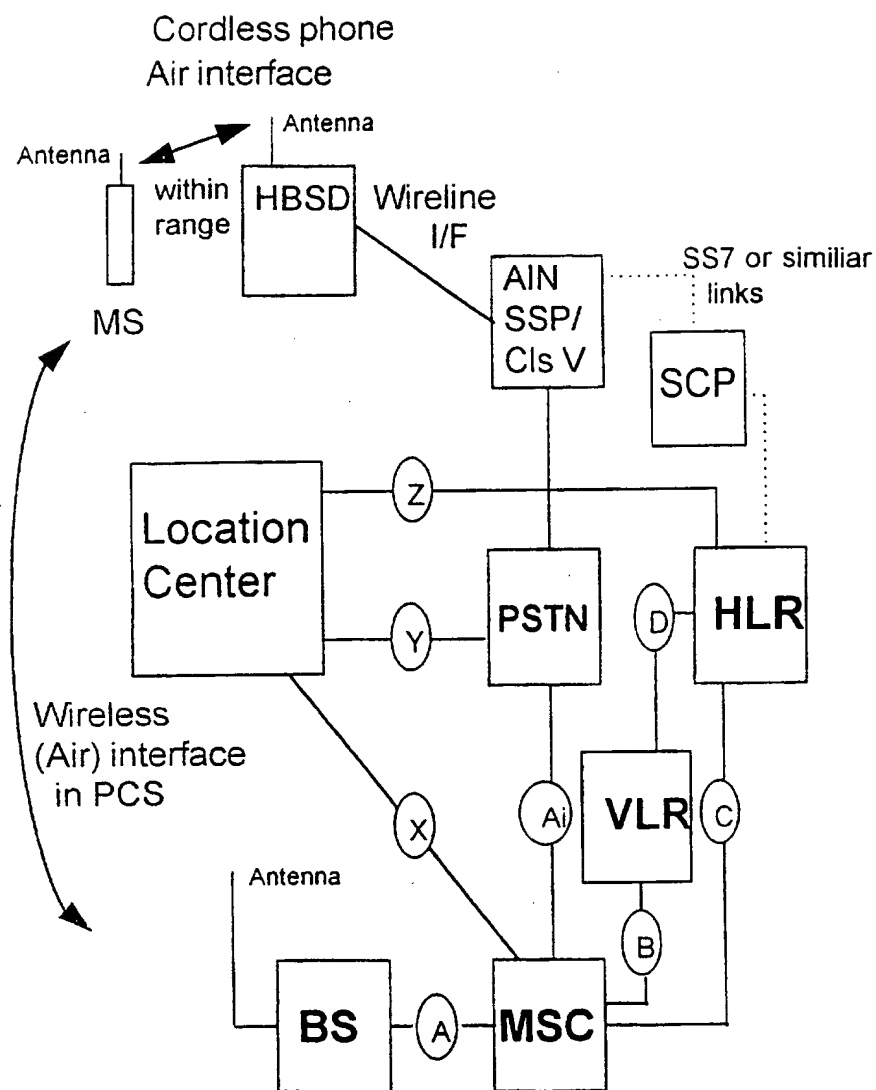 Cordless phone
Air interface
Antenna
Antenna
within
range
HBSD
Wireline
I/F
MS
AIN
SSP/
Cls V
SS7 or similiar
links
SCP
Location
Center
Z
Y
PSTN
D
HLR
Wireless
(Air) interface
in PCS
X
Ai
VLR
C
Antenna
B
BS
A
MSC